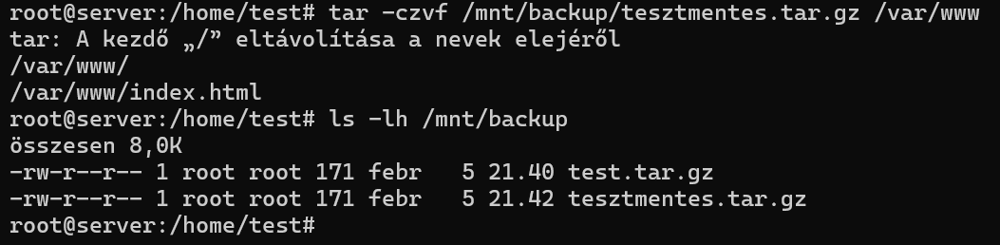 root@server:/home/test# tar -czvf /mnt/backup/tesztmentes.tar.gz /var/www
tar: A kezdő „/” eltávolítása a nevek elejéről
/var/www/
/var/www/index.html
root@server:/home/test# ls -lh /mnt/backup
összesen 8,0K
-rw-r--r-- 1 root root 171 febr   5 21.40 test.tar.gz
-rw-r--r-- 1 root root 171 febr   5 21.42 tesztmentes.tar.gz
root@server:/home/test#